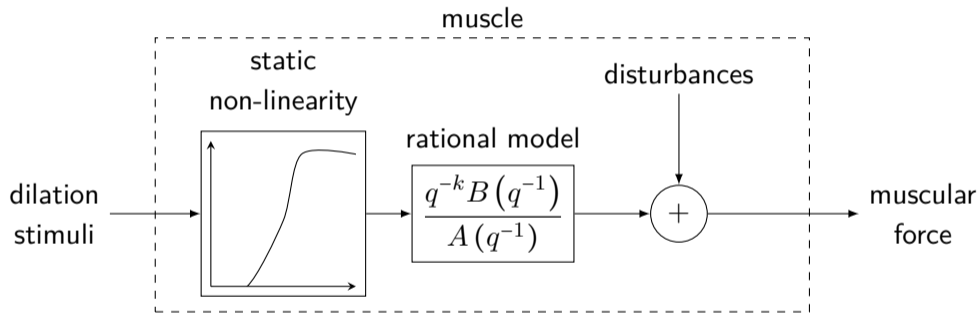 muscle
static
non-linearity
disturbances
rational model
dilation
stimuli
q^{-k} B (q^{-1})
A (q^{-1})
+
muscular
force